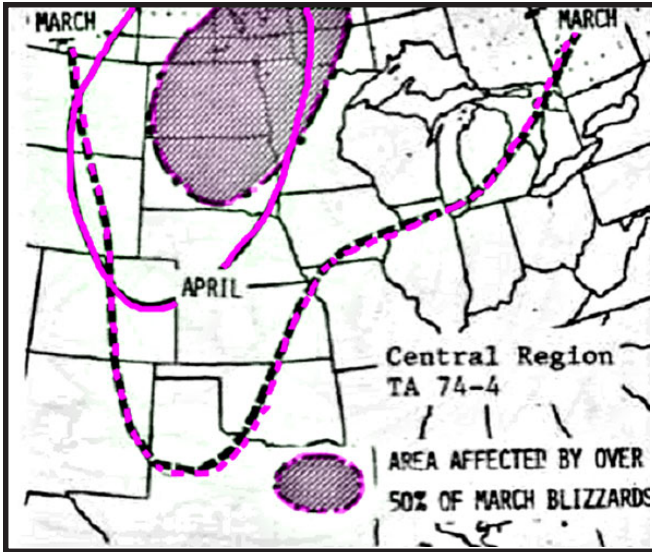 MARCH
MARCH
APRIL
Central Region
TA 74-4
AREA AFFECTED BY OVER
50% OF MARCH BLIZZARDS